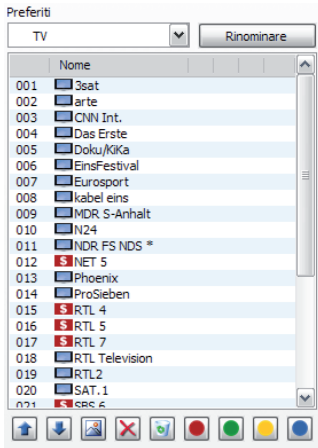 Preferiti
TV Rinominare
Nome
001 3sat
002 arte
003 CNN Int.
004 Das Erste
005 Doku/KiKa
006 EinsFestival
007 Eurosport
008 kabel eins
009 MDR S-Anhalt
010 N24
011 NDR FS NDS *
012 S NET 5
013 Phoenix
014 ProSieben
015 S RTL 4
016 S RTL 5
017 S RTL 7
018 RTL Television
019 RTL2
020 SAT.1
021 S SBS 6